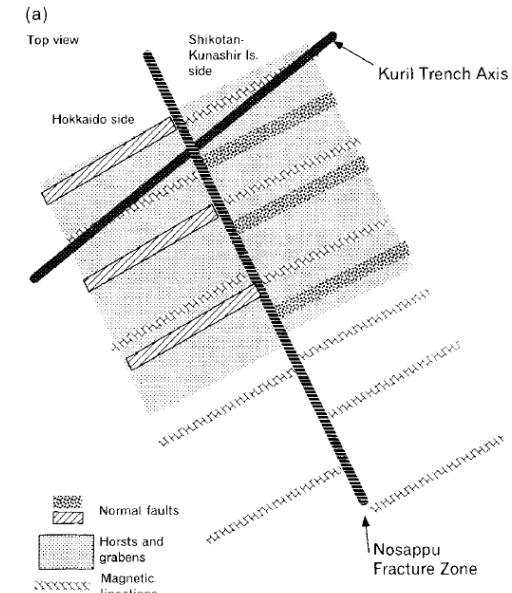 (a)
Top view
Shikotan-
Kunashir Is.
side
Kuril Trench Axis
Hokkaido side
Normal faults
Horsts and
grabens
Magnetic
Nosappu
Fracture Zone